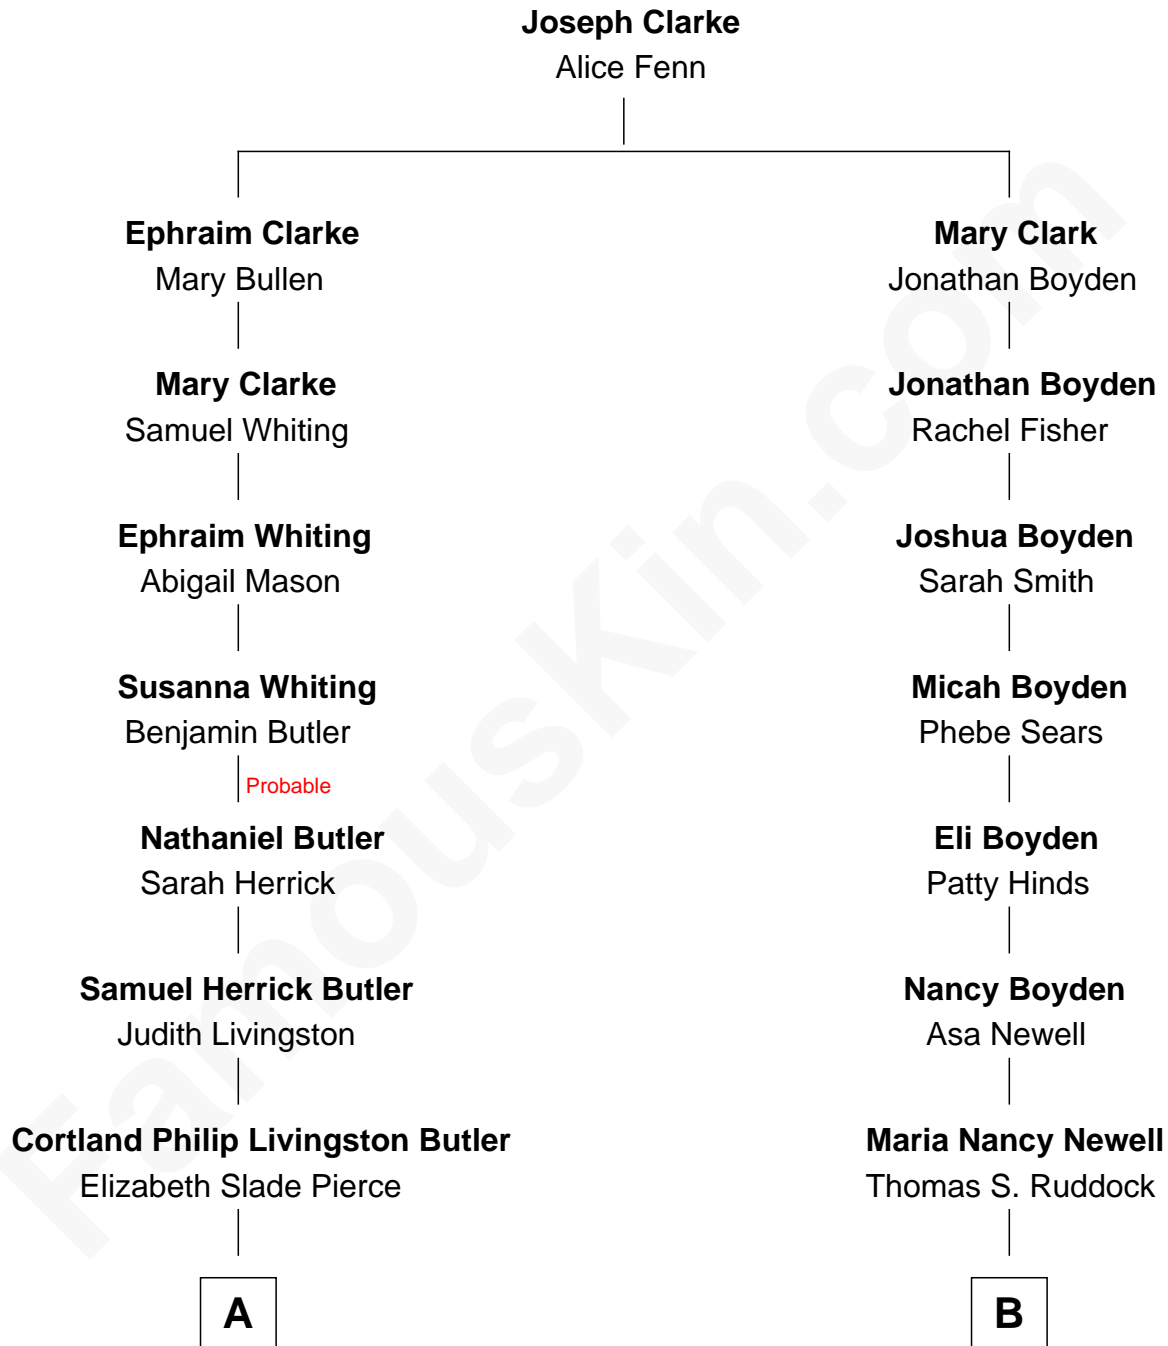 Joseph Clarke
Alice Fenn
Ephraim Clarke
Mary Bullen
Mary Clark
Jonathan Boyden
Mary Clarke
Samuel Whiting
Jonathan Boyden
Rachel Fisher
Ephraim Whiting
Abigail Mason
Joshua Boyden
Sarah Smith
Susanna Whiting
Benjamin Butler
Micah Boyden
Phebe Sears
Probable
Nathaniel Butler
Sarah Herrick
Eli Boyden
Patty Hinds
Samuel Herrick Butler
Judith Livingston
Nancy Boyden
Asa Newell
Cortland Philip Livingston Butler
Elizabeth Slade Pierce
Maria Nancy Newell
Thomas S. Ruddock
A
B
FamousKin.com